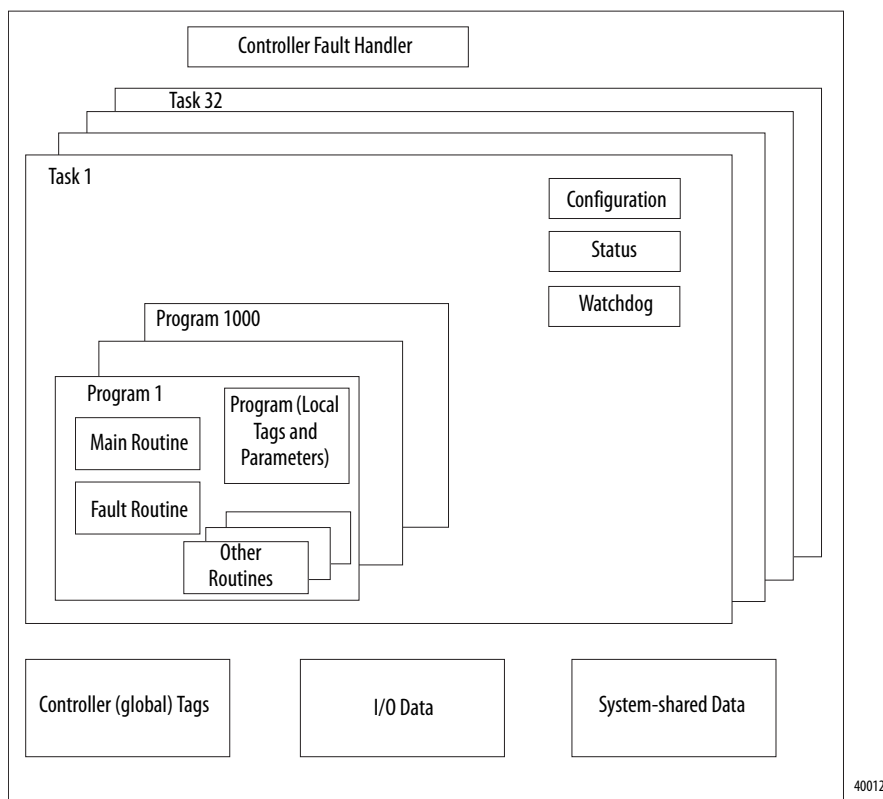 Controller Fault Handler
Task 32
Task 1
Configuration
Status
Watchdog
Program 1000
Program 1
Program (Local
Tags and
Parameters)
Main Routine
Fault Routine
Other
Routines
Controller (global) Tags
I/O Data
System-shared Data
40012